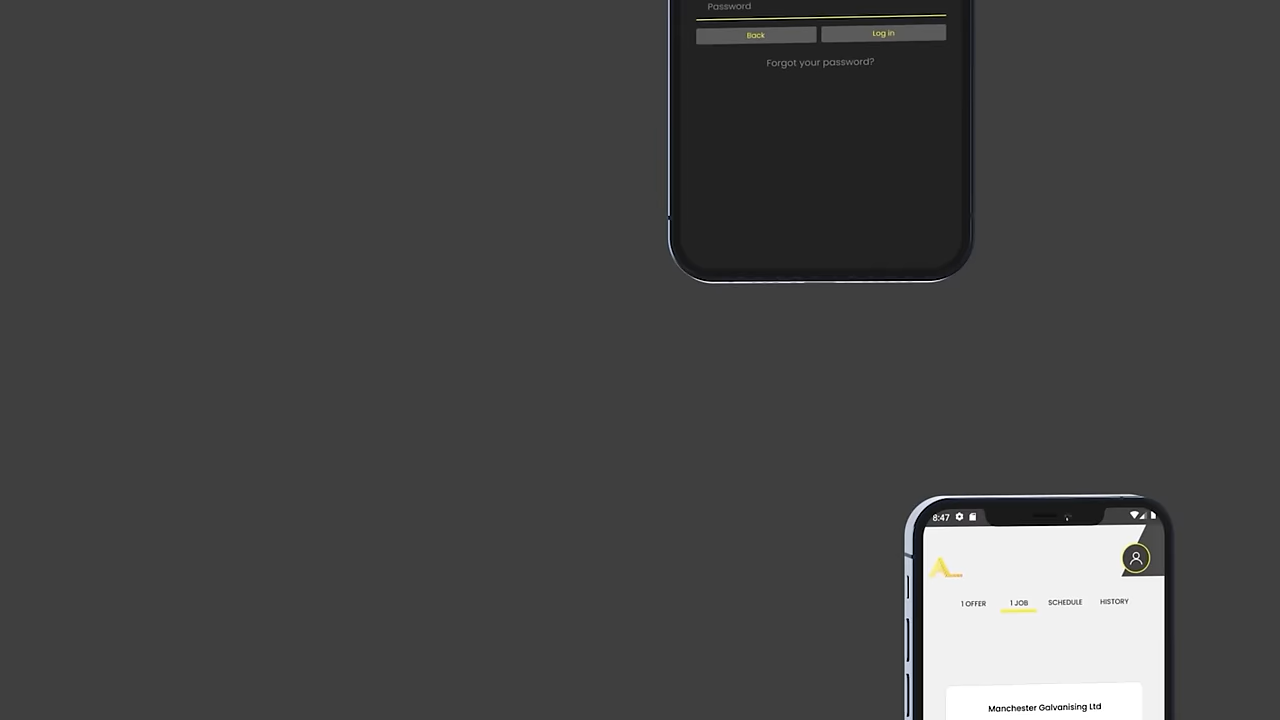 Password
Back Log in
Forgot your password?
8:47
1 OFFER 1 JOB SCHEDULE HISTORY
Manchester Galvanising Ltd